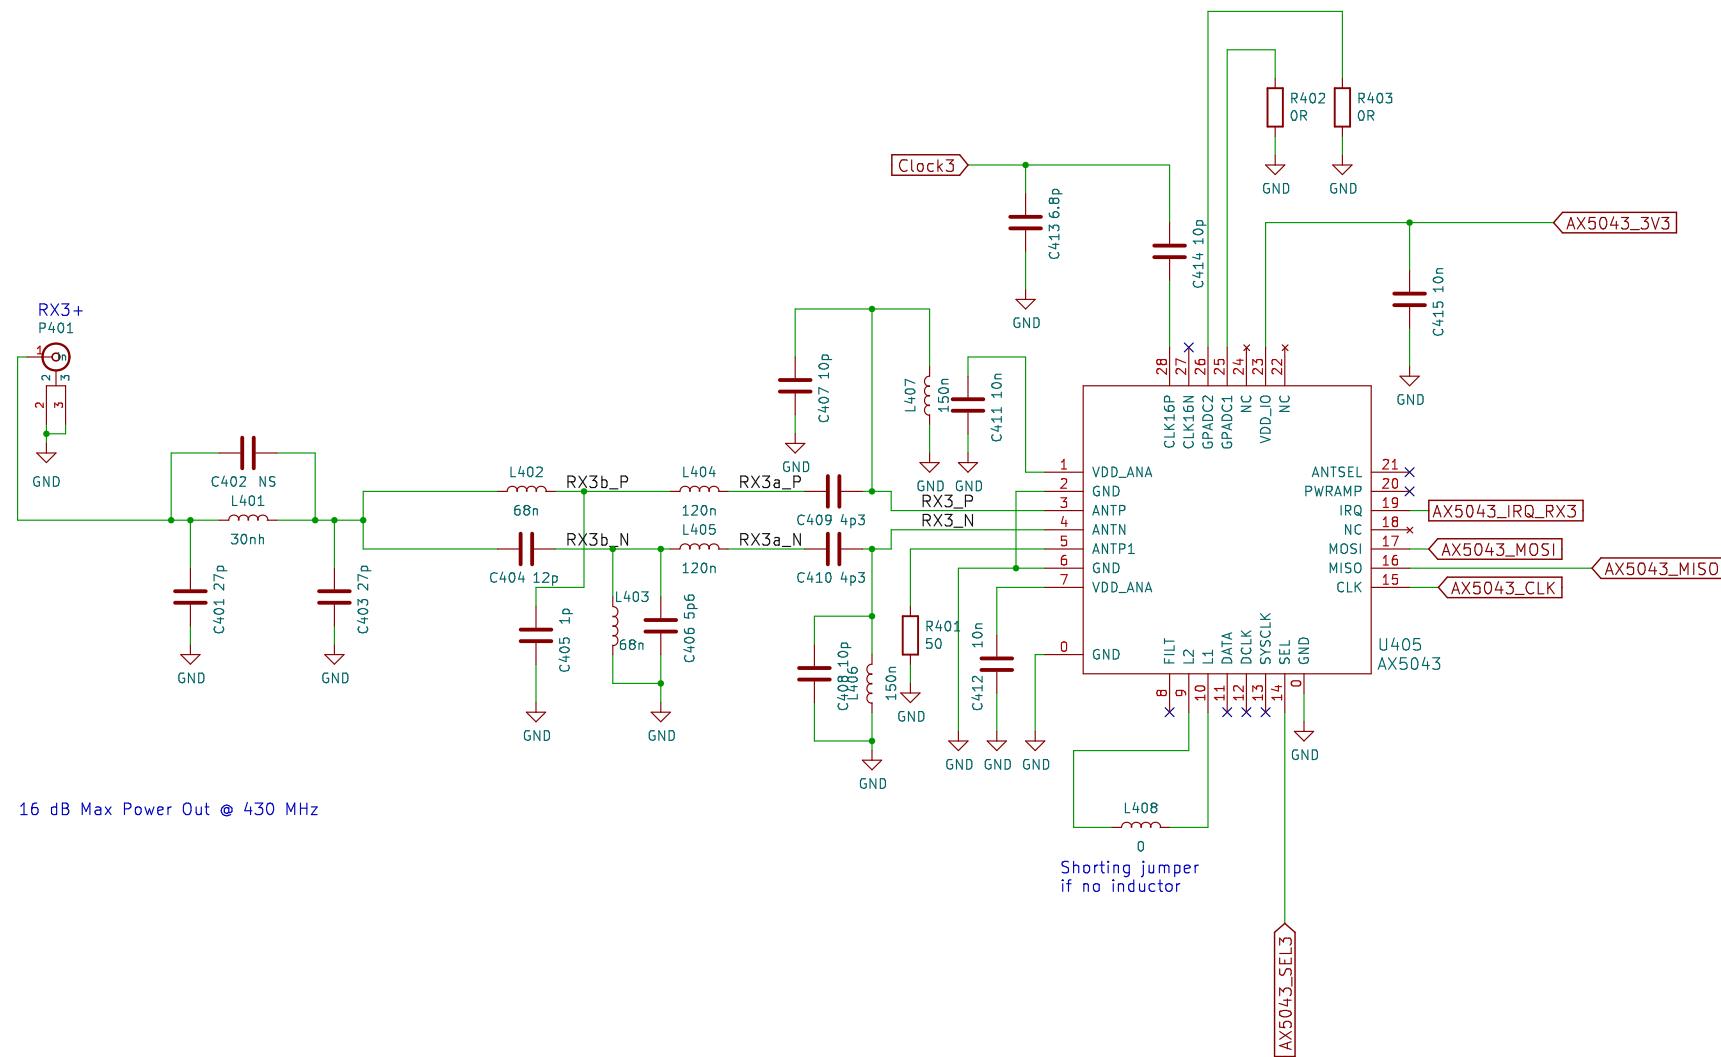 R402
0R
R403
0R
GND
GND
Clock3
C413 6.8p
GND
C414 10p
AX5043_3V3
C415 10n
GND
RX3+
P401
1
In
2
3
2
3
GND
C402 NS
L401
30nh
C401 27p
GND
C403 27p
GND
L402
68n
RX3b_P
L404
120n
RX3a_P
C409 4p3
C404 12p
RX3b_N
L405
120n
RX3a_N
C410 4p3
C407 10p
GND
L407
150n
GND
C411 10n
GND
RX3_P
RX3_N
C405 1p
GND
L403
68n
C406 5p6
GND
C408 10p
L406
150n
GND
R401
50
GND
C412 10n
GND
GND
GND
28
27
26
25
24
23
22
CLK16P
CLK16N
GPADC2
GPADC1
NC
VDD_IO
NC
1 VDD_ANA
2 GND
3 ANTP
4 ANTN
5 ANTP1
6 GND
7 VDD_ANA
0 GND
ANTSEL 21
PWRAMP 20
IRQ 19
NC 18
MOSI 17
MISO 16
CLK 15
AX5043_IRQ_RX3
AX5043_MOSI
AX5043_MISO
AX5043_CLK
FILT
L2
L1
DATA
DCLK
SYSCLK
SEL
GND
8
9
10
11
12
13
14
0
U405
AX5043
GND
L408
0
Shorting jumper
if no inductor
AX5043_SEL3
16 dB Max Power Out @ 430 MHz